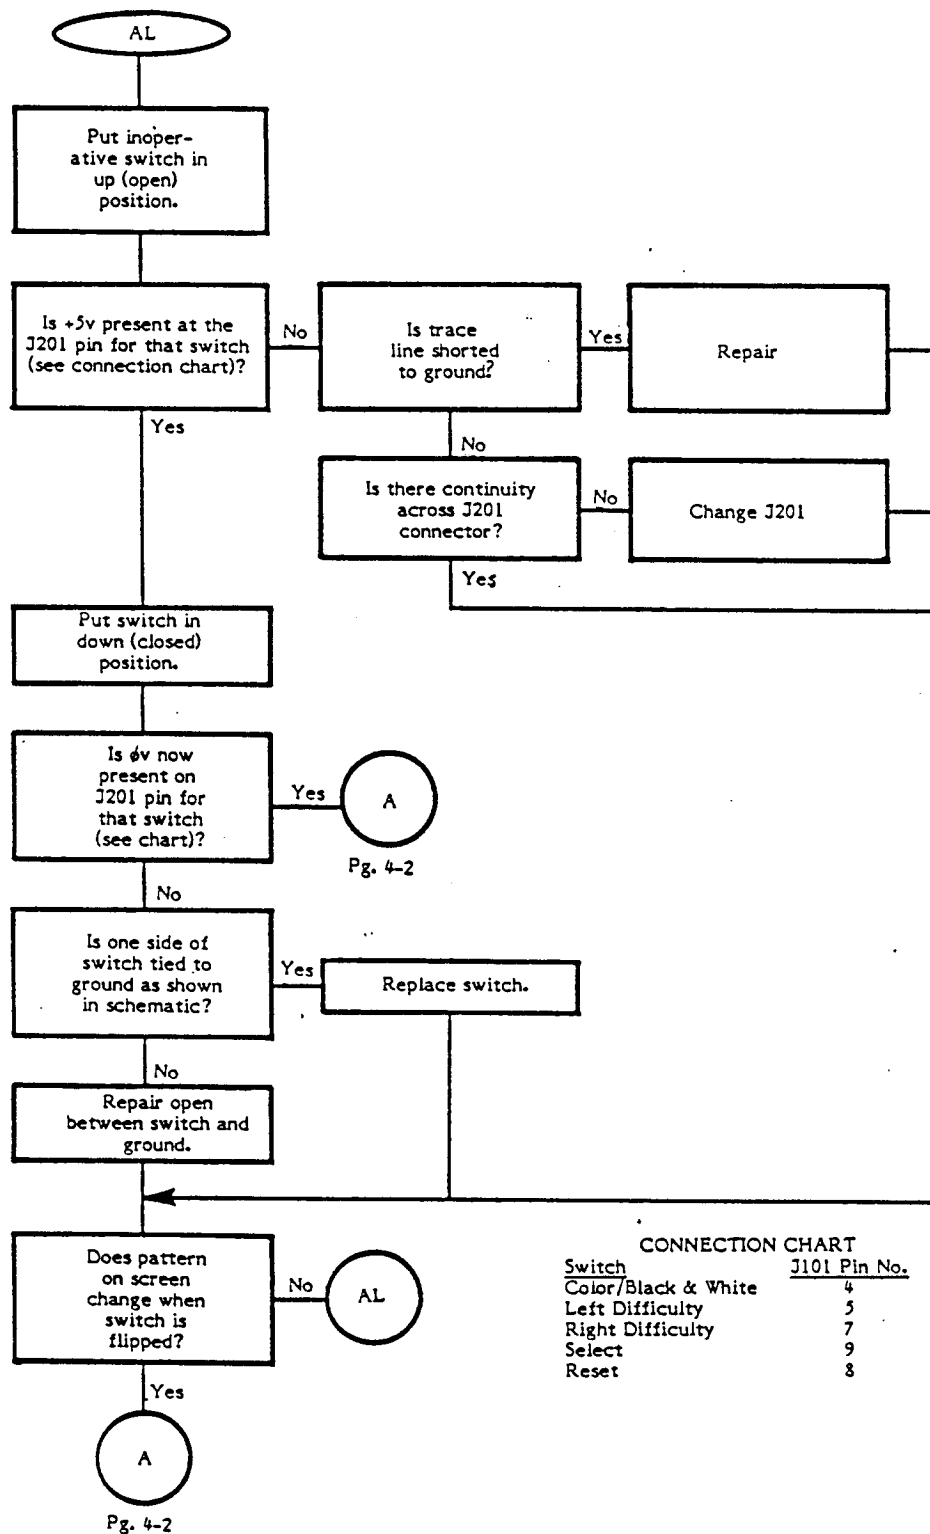 AL
Put inoper-
ative switch in
up (open)
position.
Is +5v present at the
J201 pin for that switch
(see connection chart)?
No
Is trace
line shorted
to ground?
Yes
Repair
Yes
No
Is there continuity
across J201
connector?
No
Change J201
Yes
Put switch in
down (closed)
position.
Is øv now
present on
J201 pin for
that switch
(see chart)?
Yes
A
Pg. 4-2
No
Is one side of
switch tied to
ground as shown
in schematic?
Yes
Replace switch.
No
Repair open
between switch and
ground.
Does pattern
on screen
change when
switch is
flipped?
No
AL
Yes
A
Pg. 4-2
CONNECTION CHART
Switch J101 Pin No.
Color/Black & White 4
Left Difficulty 5
Right Difficulty 7
Select 9
Reset 8